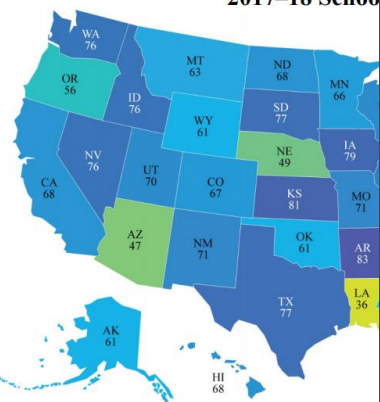 2017–18 Schoo
WA
76
MT
63
ND
68
MN
66
OR
56
ID
76
SD
77
WY
61
IA
79
NE
49
NV
76
UT
70
CO
67
CA
68
KS
81
MO
71
AZ
47
NM
71
OK
61
AR
83
TX
77
LA
36
AK
61
HI
68